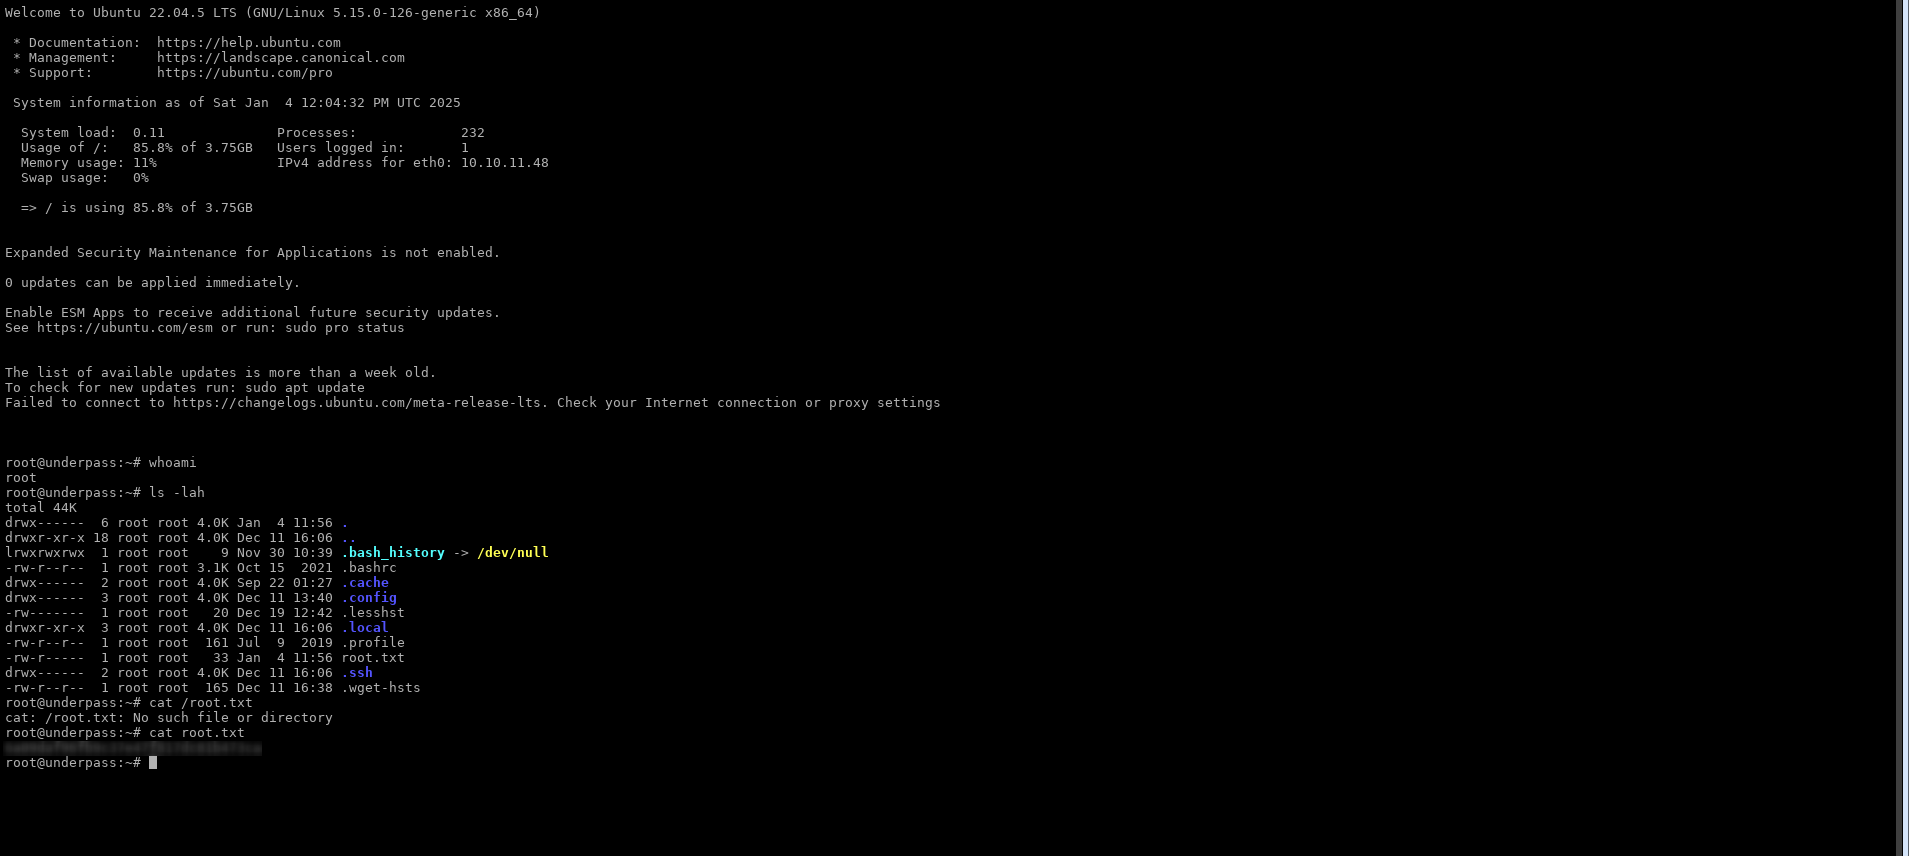 Welcome to Ubuntu 22.04.5 LTS (GNU/Linux 5.15.0-126-generic x86_64)

 * Documentation:  https://help.ubuntu.com
 * Management:     https://landscape.canonical.com
 * Support:        https://ubuntu.com/pro

 System information as of Sat Jan  4 12:04:32 PM UTC 2025

  System load:  0.11              Processes:             232
  Usage of /:   85.8% of 3.75GB   Users logged in:       1
  Memory usage: 11%               IPv4 address for eth0: 10.10.11.48
  Swap usage:   0%

  => / is using 85.8% of 3.75GB


Expanded Security Maintenance for Applications is not enabled.

0 updates can be applied immediately.

Enable ESM Apps to receive additional future security updates.
See https://ubuntu.com/esm or run: sudo pro status


The list of available updates is more than a week old.
To check for new updates run: sudo apt update
Failed to connect to https://changelogs.ubuntu.com/meta-release-lts. Check your Internet connection or proxy settings



root@underpass:~# whoami
root
root@underpass:~# ls -lah
total 44K
drwx------  6 root root 4.0K Jan  4 11:56 .
drwxr-xr-x 18 root root 4.0K Dec 11 16:06 ..
lrwxrwxrwx  1 root root    9 Nov 30 10:39 .bash_history -> /dev/null
-rw-r--r--  1 root root 3.1K Oct 15  2021 .bashrc
drwx------  2 root root 4.0K Sep 22 01:27 .cache
drwx------  3 root root 4.0K Dec 11 13:40 .config
-rw-------  1 root root   20 Dec 19 12:42 .lesshst
drwxr-xr-x  3 root root 4.0K Dec 11 16:06 .local
-rw-r--r--  1 root root  161 Jul  9  2019 .profile
-rw-r-----  1 root root   33 Jan  4 11:56 root.txt
drwx------  2 root root 4.0K Dec 11 16:06 .ssh
-rw-r--r--  1 root root  165 Dec 11 16:38 .wget-hsts
root@underpass:~# cat /root.txt
cat: /root.txt: No such file or directory
root@underpass:~# cat root.txt
root@underpass:~#